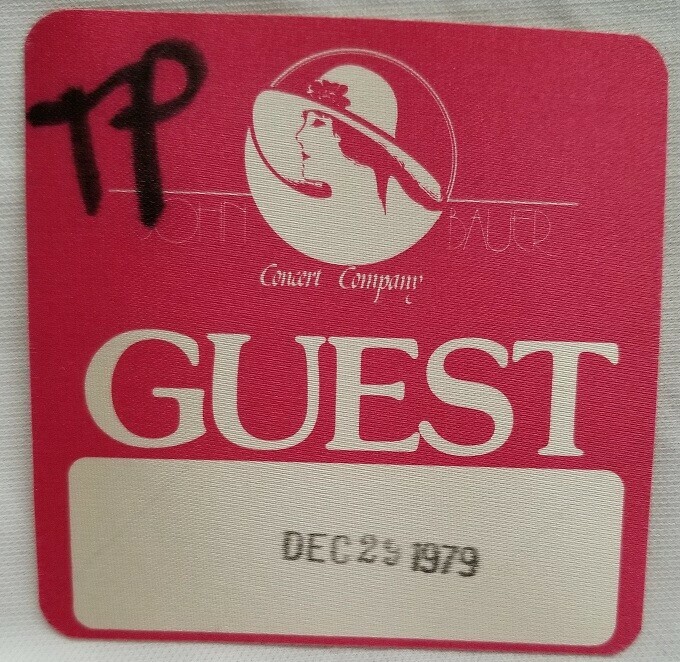 TP
JOHN BAUER
Concert Company
GUEST
DEC 29 1979